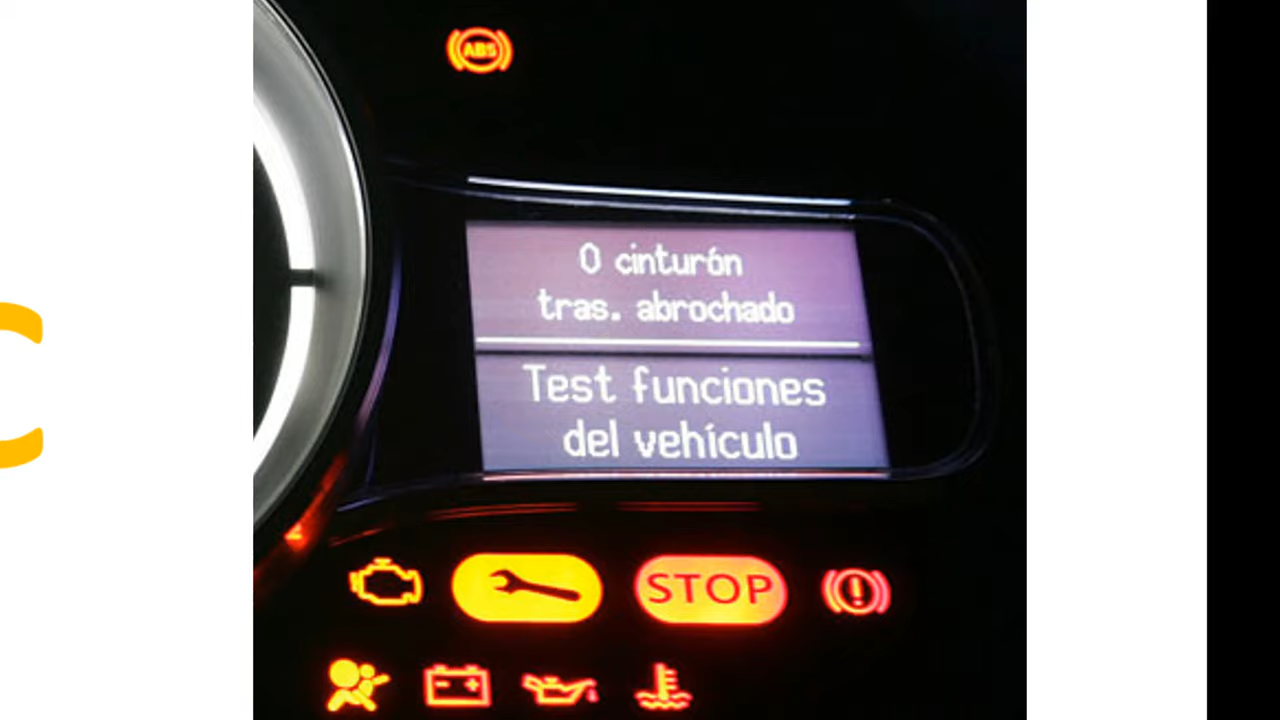 ABS
0 cinturón
tras. abrochado
Test funciones
del vehículo
STOP